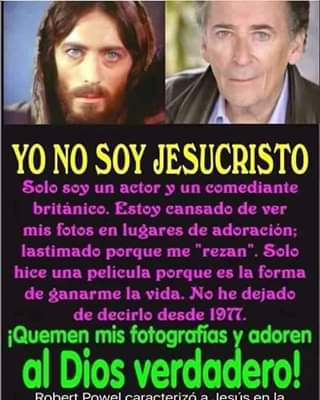 YO NO SOY JESUCRISTO
Solo soy un actor y un comediante
británico. Estoy cansado de ver
mis fotos en lugares de adoración;
lastimado porque me "rezan". Solo
hice una pelicula porque es la forma
de ganarme la vida. No he dejado
de decirlo desde 1977.
¡Quemen mis fotografías y adoren
al Dios verdadero!
Robert Powel caracterizó a Jesús en la